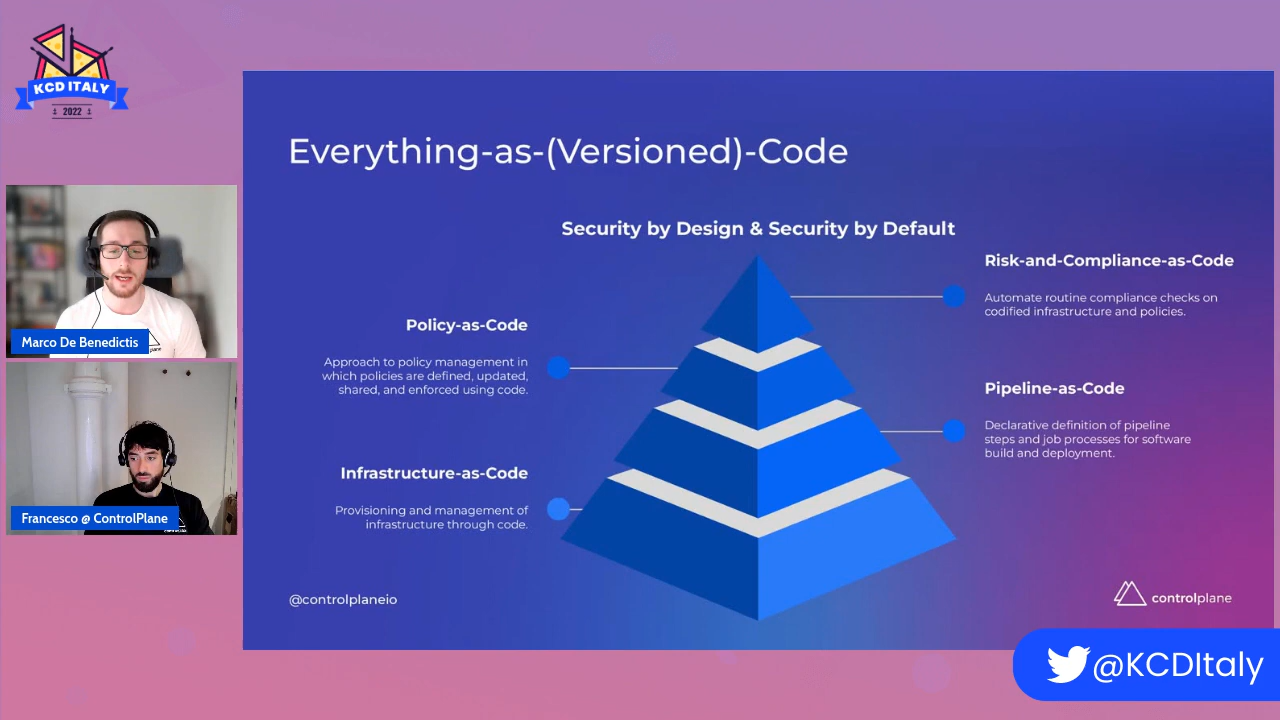 KCD ITALY
2022
Everything-as-(Versioned)-Code
Security by Design & Security by Default
Risk-and-Compliance-as-Code
Automate routine compliance checks on
codified infrastructure and policies.
Policy-as-Code
Approach to policy management in
which policies are defined, updated,
shared, and enforced using code.
Pipeline-as-Code
Declarative definition of pipeline
steps and job processes for software
build and deployment.
Infrastructure-as-Code
Provisioning and management of
infrastructure through code.
@controlplaneio
controlplane
Marco De Benedictis
Francesco @ ControlPlane
@KCDItaly